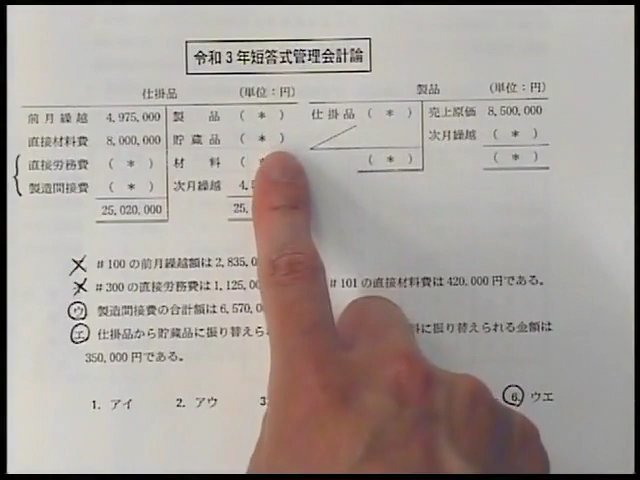 令和3年短答式管理会計論
仕掛品 (単位:円) 製品 (単位:円)
前月繰越 4,975,000 製品 ( * ) 仕掛品 ( * ) 売上原価 8,500,000
直接材料費 8,000,000 貯蔵品 ( * ) 次月繰越 ( * )
直接労務費 ( * ) 材料 ( ( * ) ( * )
製造間接費 ( * ) 次月繰越 4,
25,020,000 25,
#100の前月繰越額は2,835,0
#300の直接労務費は1,125,00 #101の直接材料費は420,000円である。
ウ 製造間接費の合計額は6,570,0
エ 仕掛品から貯蔵品に振り替えら に振り替えられる金額は
350,000円である。
1. アイ 2. アウ 3 6. ウエ